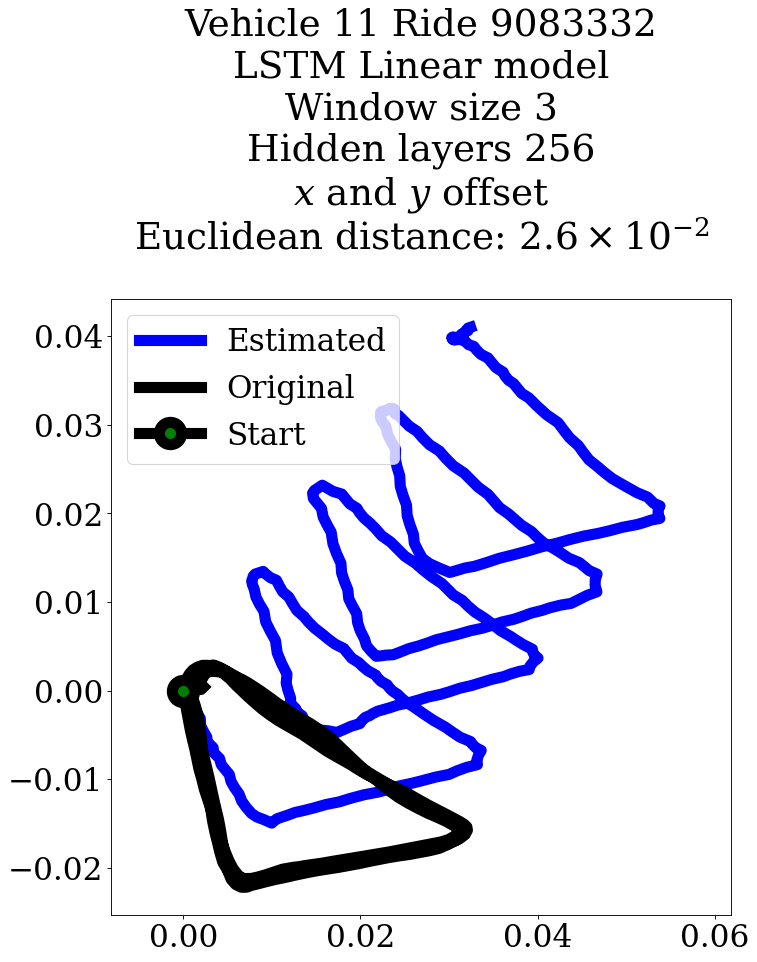 Vehicle 11 Ride 9083332
LSTM Linear model
Window size 3
Hidden layers 256
x and y offset
Euclidean distance: 2.6 × 10⁻²
Estimated
Original
Start
0.04
0.03
0.02
0.01
0.00
−0.01
−0.02
0.00 0.02 0.04 0.06